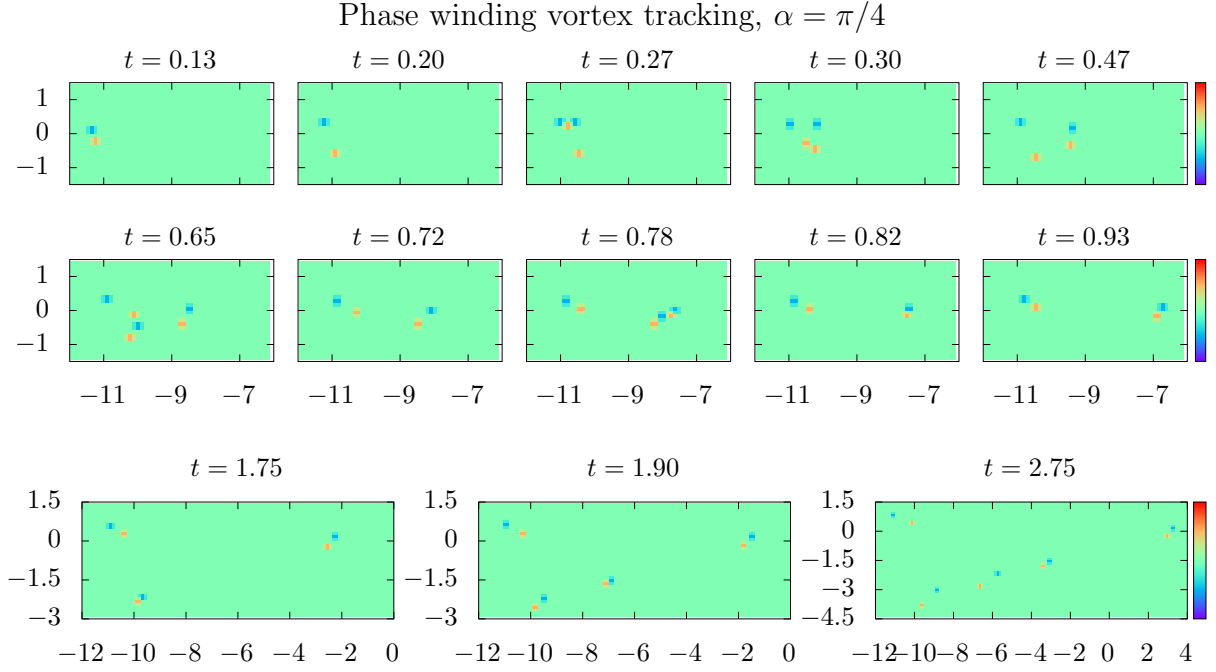 Phase winding vortex tracking, α = π/4
t = 0.13 t = 0.20 t = 0.27 t = 0.30 t = 0.47
1
0
−1
t = 0.65 t = 0.72 t = 0.78 t = 0.82 t = 0.93
1
0
−1
−11 −9 −7 −11 −9 −7 −11 −9 −7 −11 −9 −7 −11 −9 −7
t = 1.75 t = 1.90 t = 2.75
1.5 1.5 1.5
0 0 0
−1.5 −1.5 −1.5
−3 −3 −3
−4.5
−12 −10 −8 −6 −4 −2 0 −12 −10 −8 −6 −4 −2 0 −12−10 −8 −6 −4 −2 0 2 4